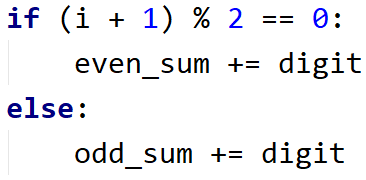 if (i + 1) % 2 == 0:
    even_sum += digit
else:
    odd_sum += digit